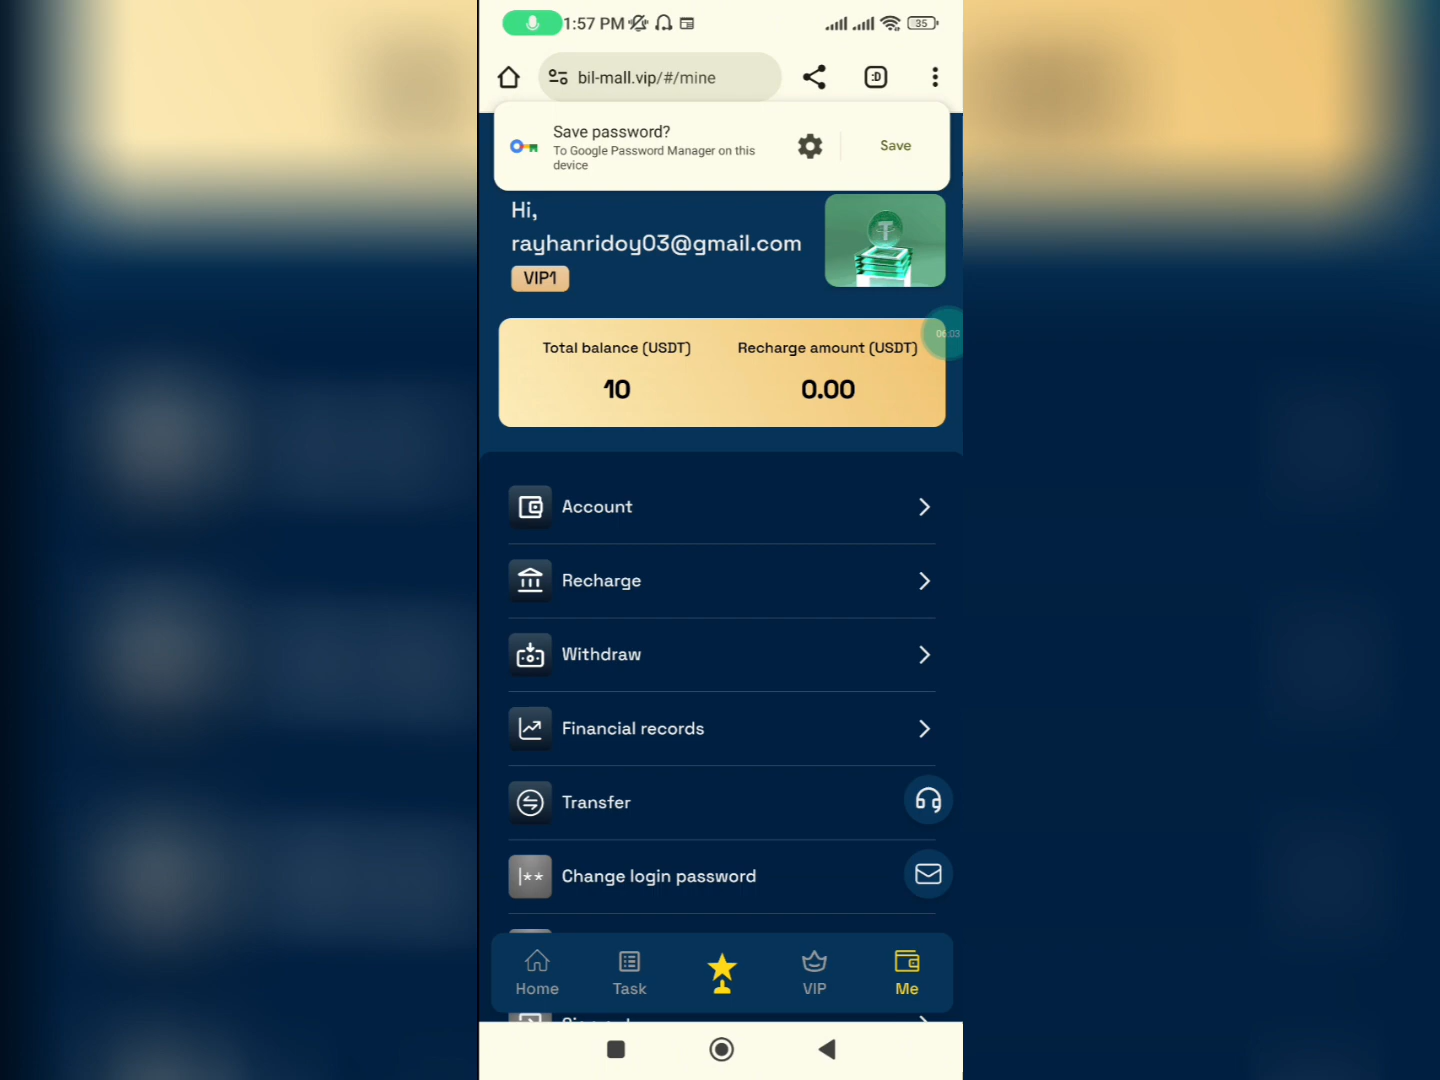 1:57 PM
35
bil-mall.vip/#/mine
:D
Save password?
To Google Password Manager on this
device
Save
Hi,
rayhanridoy03@gmail.com
VIP1
06:03
Total balance (USDT)
Recharge amount (USDT)
10
0.00
Account
Recharge
Withdraw
Financial records
Transfer
Change login password
|**
Home
Task
VIP
Me